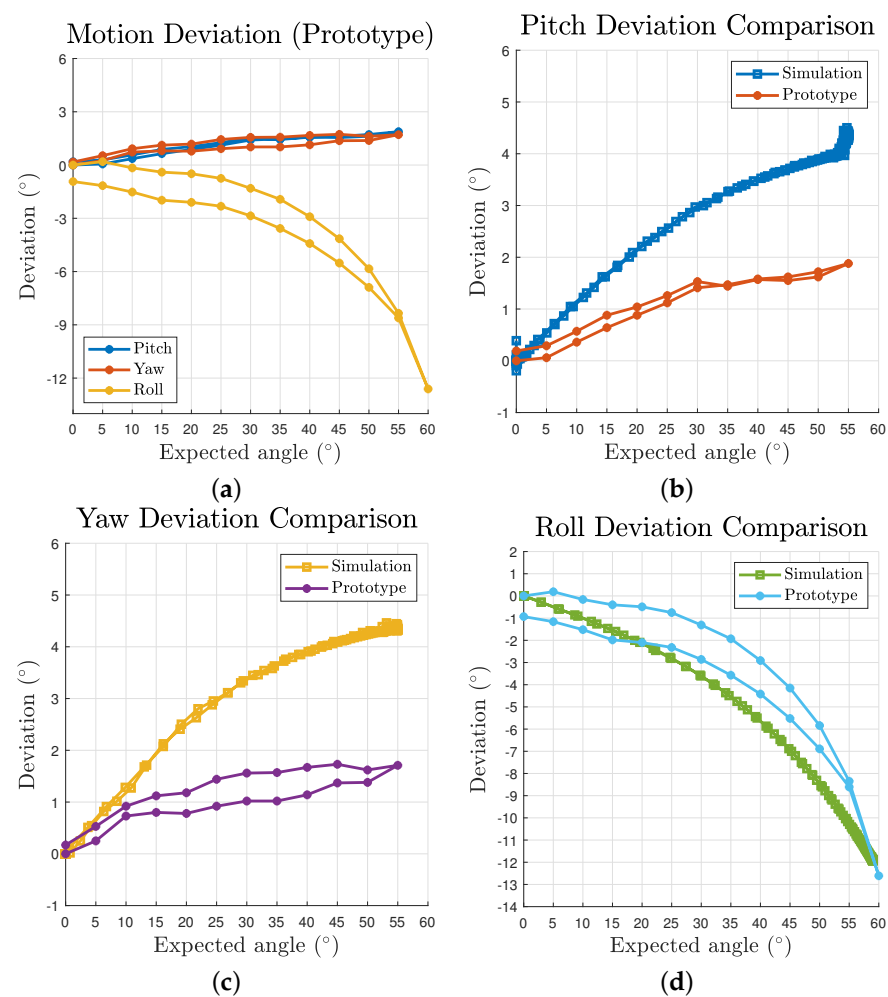 Motion Deviation (Prototype)
6
3
0
-3
-6
-9
-12
Deviation (°)
Pitch
Yaw
Roll
0 5 10 15 20 25 30 35 40 45 50 55 60
Expected angle (°)
(a)
Pitch Deviation Comparison
6
5
4
3
2
1
0
-1
Deviation (°)
Simulation
Prototype
0 5 10 15 20 25 30 35 40 45 50 55 60
Expected angle (°)
(b)
Yaw Deviation Comparison
6
5
4
3
2
1
0
-1
Deviation (°)
Simulation
Prototype
0 5 10 15 20 25 30 35 40 45 50 55 60
Expected angle (°)
(c)
Roll Deviation Comparison
2
1
0
-1
-2
-3
-4
-5
-6
-7
-8
-9
-10
-11
-12
-13
-14
Deviation (°)
Simulation
Prototype
0 5 10 15 20 25 30 35 40 45 50 55 60
Expected angle (°)
(d)